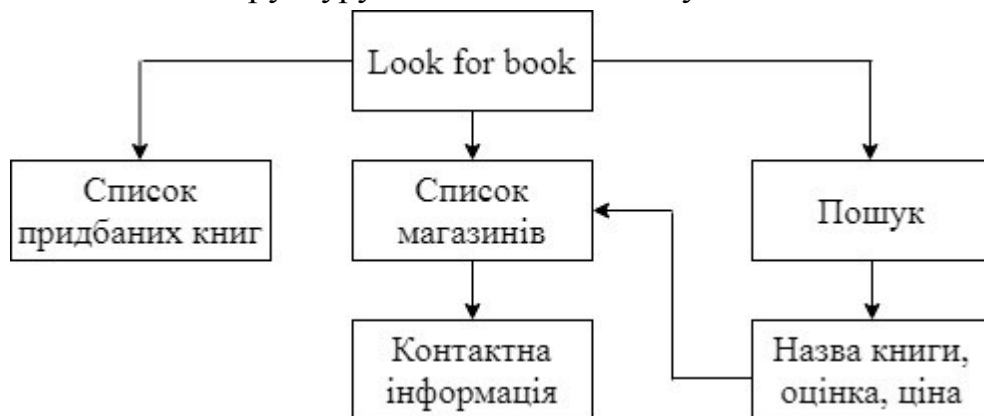 Look for book
Список
придбаних книг
Список
магазинів
Пошук
Контактна
інформація
Назва книги,
оцінка, ціна